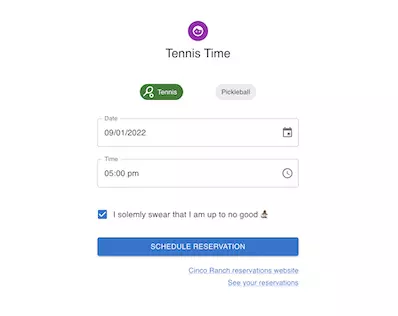 Tennis Time
Tennis
Pickleball
Date
09/01/2022
Time
05:00 pm
I solemly swear that I am up to no good
SCHEDULE RESERVATION
Cinco Ranch reservations website
See your reservations